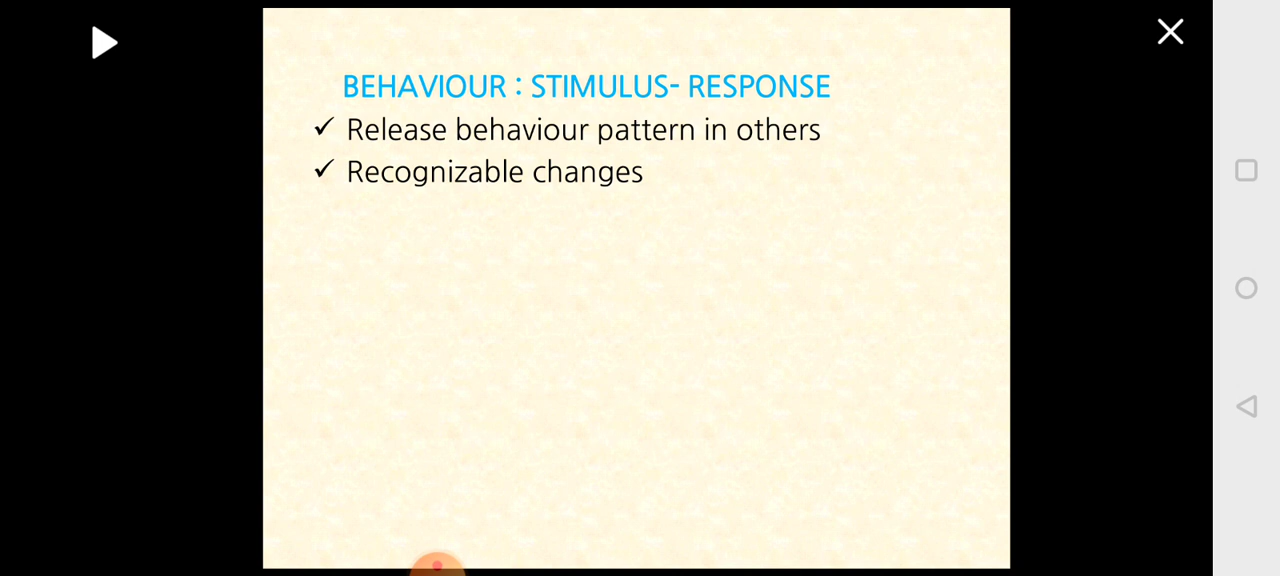 BEHAVIOUR : STIMULUS- RESPONSE
✓ Release behaviour pattern in others
✓ Recognizable changes